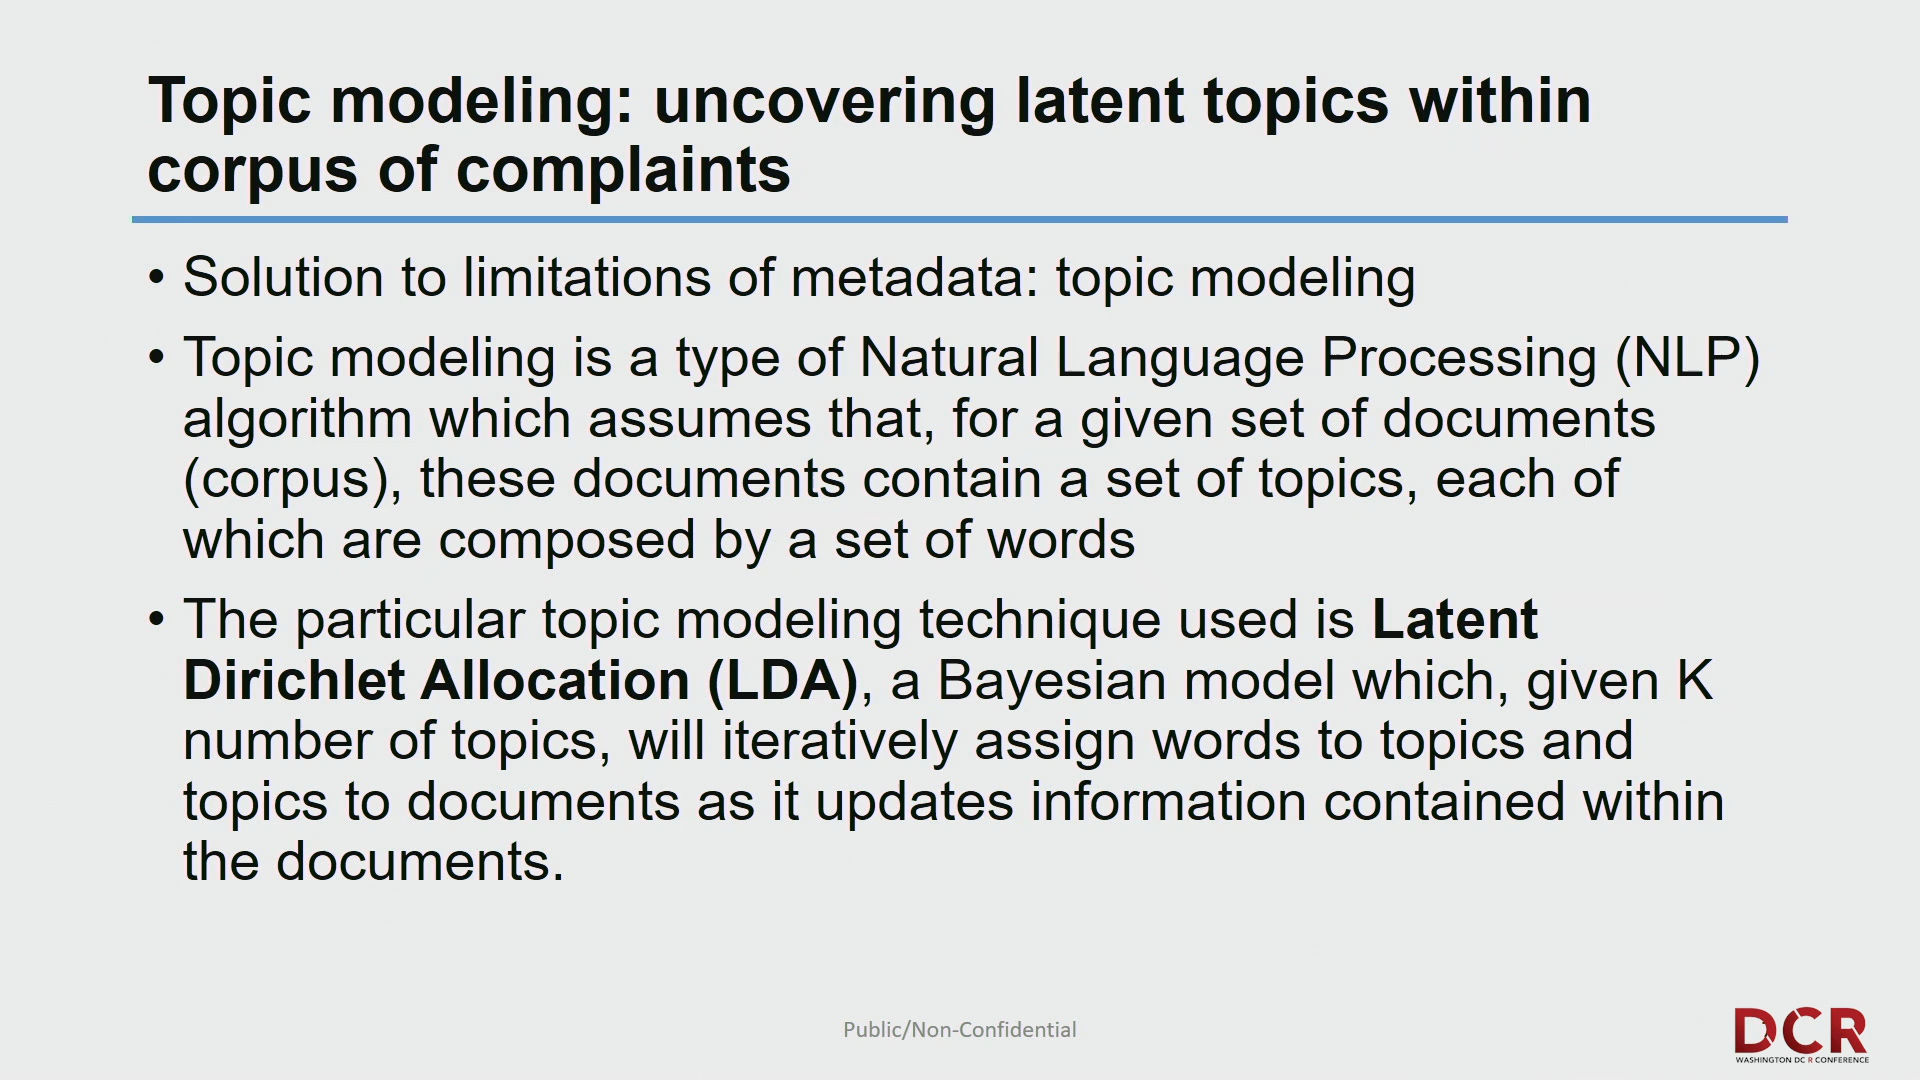 Topic modeling: uncovering latent topics within
corpus of complaints
• Solution to limitations of metadata: topic modeling
• Topic modeling is a type of Natural Language Processing (NLP)
algorithm which assumes that, for a given set of documents
(corpus), these documents contain a set of topics, each of
which are composed by a set of words
• The particular topic modeling technique used is Latent
Dirichlet Allocation (LDA), a Bayesian model which, given K
number of topics, will iteratively assign words to topics and
topics to documents as it updates information contained within
the documents.
Public/Non-Confidential
DCR
WASHINGTON DC R CONFERENCE